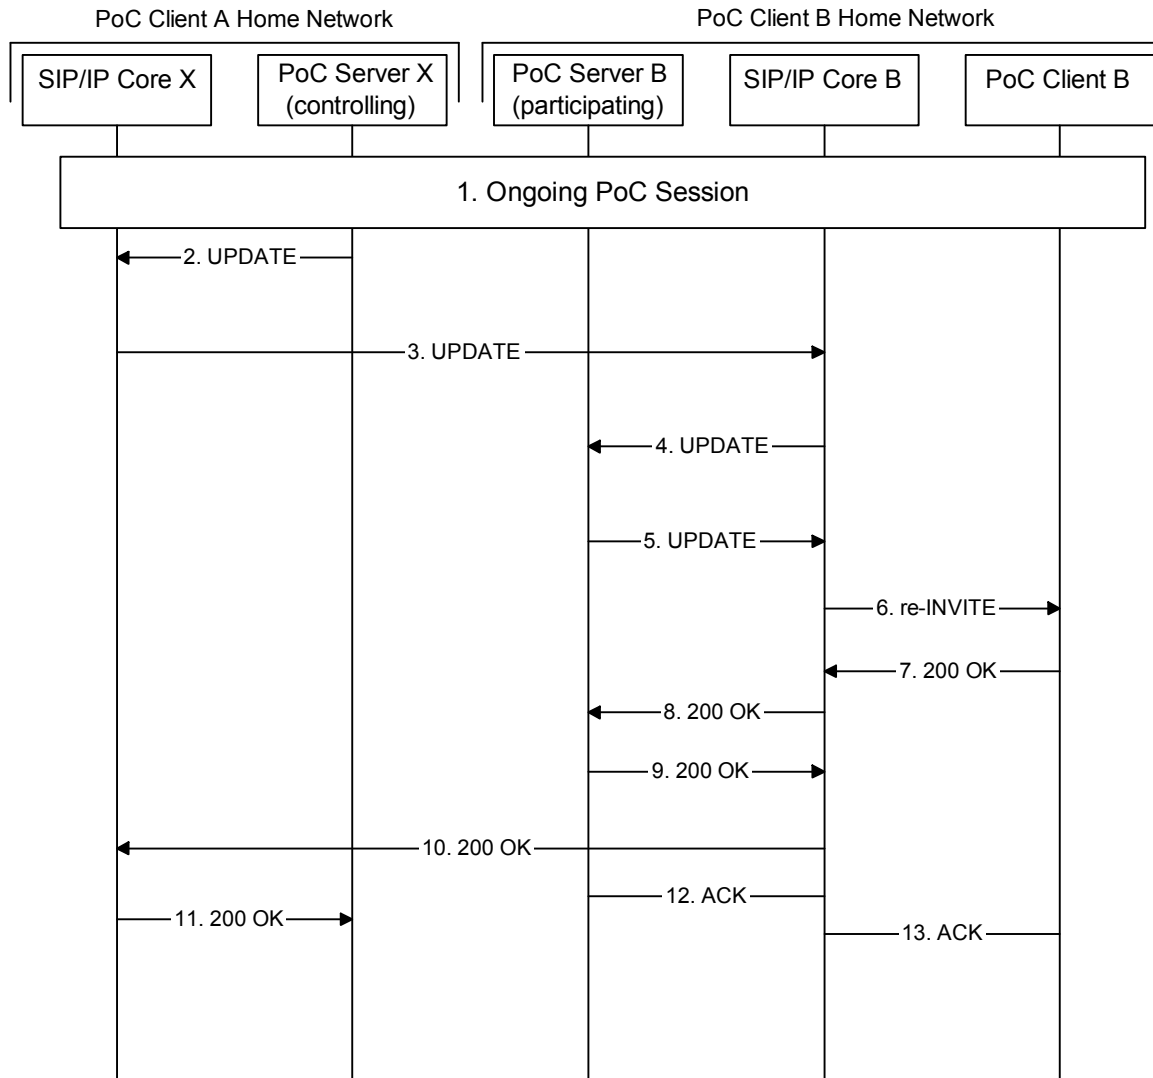 PoC Client A Home Network
PoC Client B Home Network
SIP/IP Core X
PoC Server X
(controlling)
PoC Server B
(participating)
SIP/IP Core B
PoC Client B
1. Ongoing PoC Session
2. UPDATE
3. UPDATE
4. UPDATE
5. UPDATE
6. re-INVITE
7. 200 OK
8. 200 OK
9. 200 OK
10. 200 OK
12. ACK
11. 200 OK
13. ACK